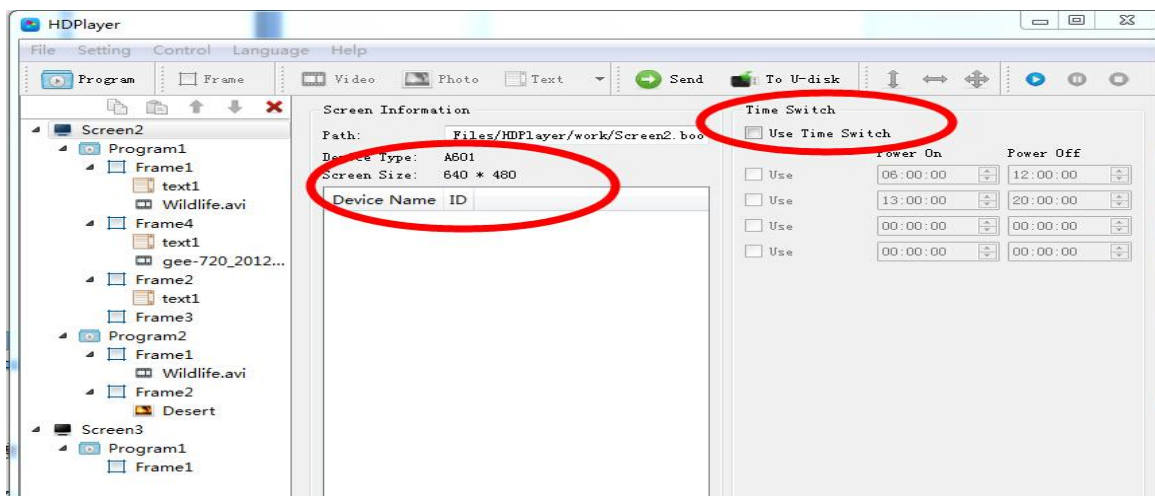 HDPlayer
File Setting Control Language Help
Program Frame Video Photo Text Send To U-disk
Screen2
Program1
Frame1
text1
Wildlife.avi
Frame4
text1
gee-720_2012...
Frame2
text1
Frame3
Program2
Frame1
Wildlife.avi
Frame2
Desert
Screen3
Program1
Frame1
Screen Information
Path: Files/HDPlayer/work/Screen2.boo
Device Type: A601
Screen Size: 640 * 480
Device Name ID
Time Switch
Use Time Switch
Power On Power Off
Use 06:00:00 12:00:00
Use 13:00:00 20:00:00
Use 00:00:00 00:00:00
Use 00:00:00 00:00:00